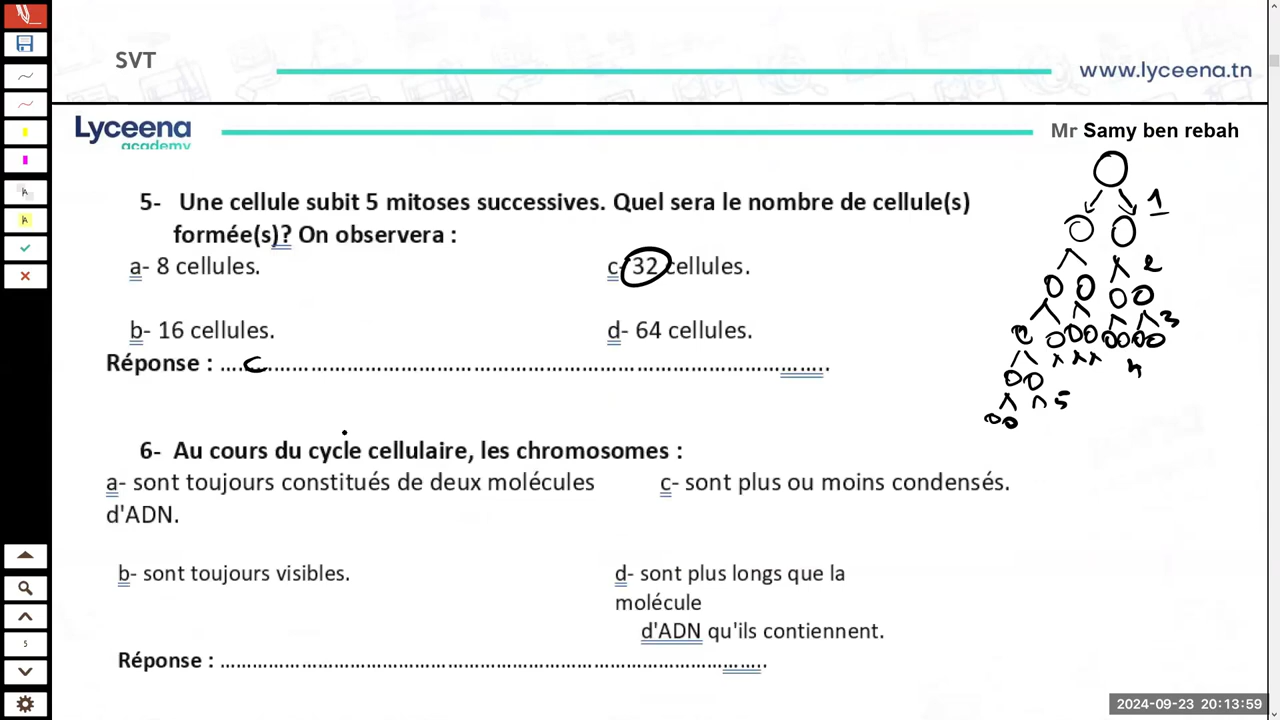 SVT
www.lyceena.tn
Lyceena
academy
Mr Samy ben rebah
5- Une cellule subit 5 mitoses successives. Quel sera le nombre de cellule(s)
formée(s)? On observera :
a- 8 cellules.
c- 32 cellules.
b- 16 cellules.
d- 64 cellules.
Réponse : .... c ..........................................................................................
1
2
3
4
5
6- Au cours du cycle cellulaire, les chromosomes :
a- sont toujours constitués de deux molécules
d'ADN.
c- sont plus ou moins condensés.
b- sont toujours visibles.
d- sont plus longs que la
molécule
d'ADN qu'ils contiennent.
Réponse : ..........................................................................................
5
2024-09-23 20:13:59